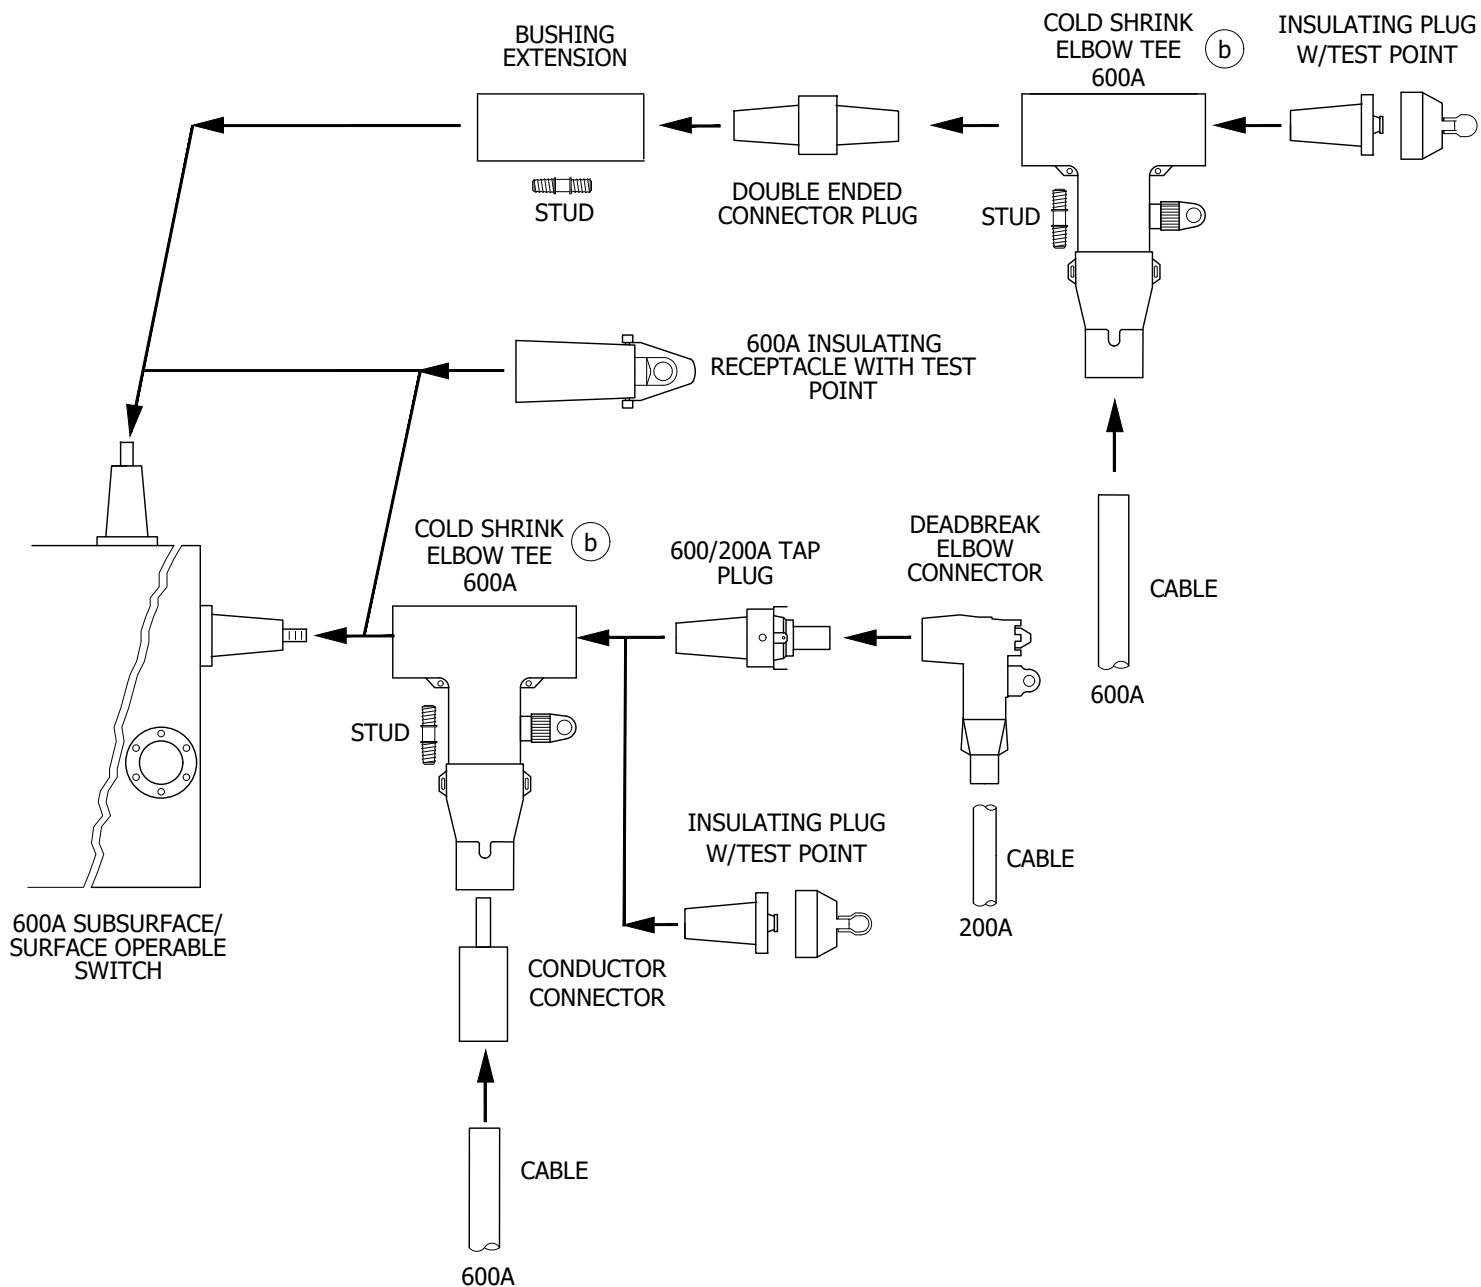 BUSHING
EXTENSION
COLD SHRINK
ELBOW TEE
600A
b
INSULATING PLUG
W/TEST POINT
STUD
DOUBLE ENDED
CONNECTOR PLUG
STUD
600A INSULATING
RECEPTACLE WITH TEST
POINT
COLD SHRINK
ELBOW TEE
600A
b
600/200A TAP
PLUG
DEADBREAK
ELBOW
CONNECTOR
CABLE
600A
STUD
INSULATING PLUG
W/TEST POINT
CABLE
200A
600A SUBSURFACE/
SURFACE OPERABLE
SWITCH
CONDUCTOR
CONNECTOR
CABLE
600A